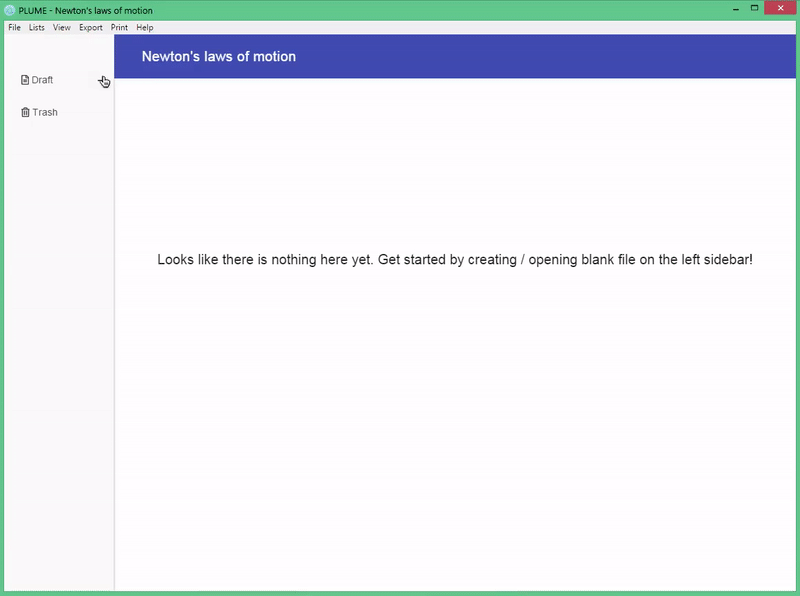 PLUME - Newton's laws of motion
File Lists View Export Print Help
Newton's laws of motion
Draft
Trash
Looks like there is nothing here yet. Get started by creating / opening blank file on the left sidebar!